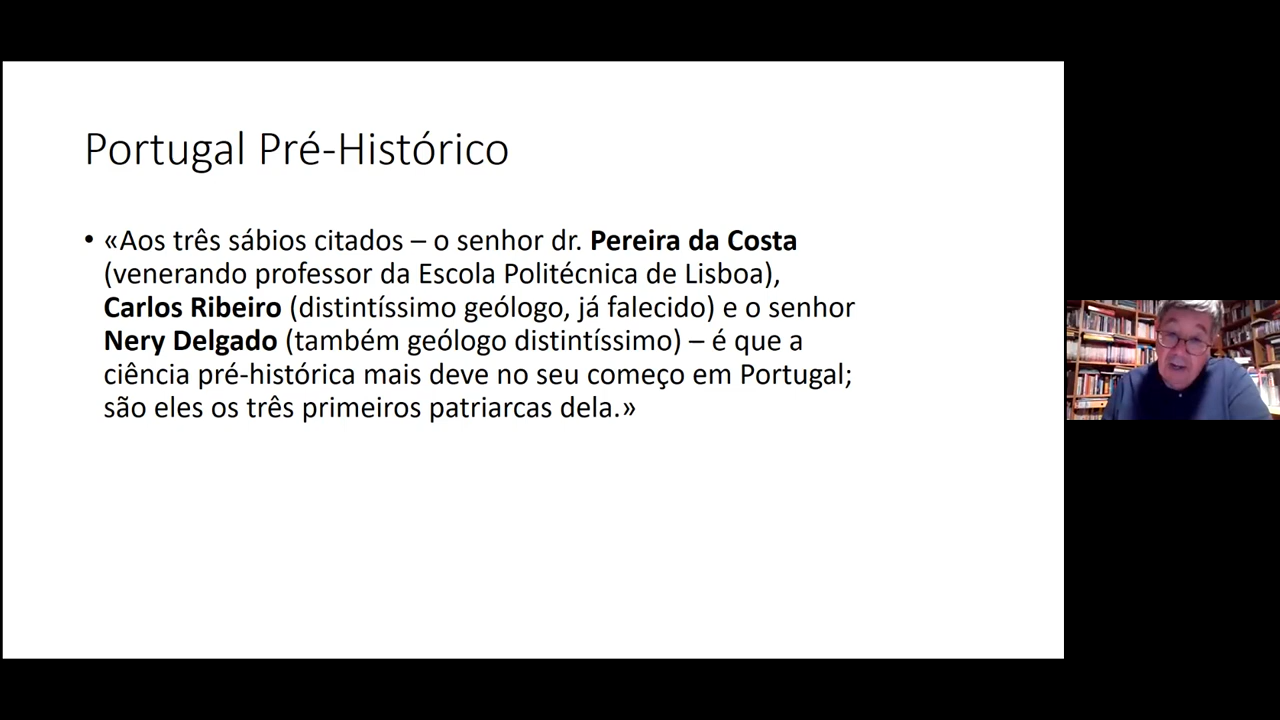 Portugal Pré-Histórico
• «Aos três sábios citados – o senhor dr. Pereira da Costa
(venerando professor da Escola Politécnica de Lisboa),
Carlos Ribeiro (distintíssimo geólogo, já falecido) e o senhor
Nery Delgado (também geólogo distintíssimo) – é que a
ciência pré-histórica mais deve no seu começo em Portugal;
são eles os três primeiros patriarcas dela.»